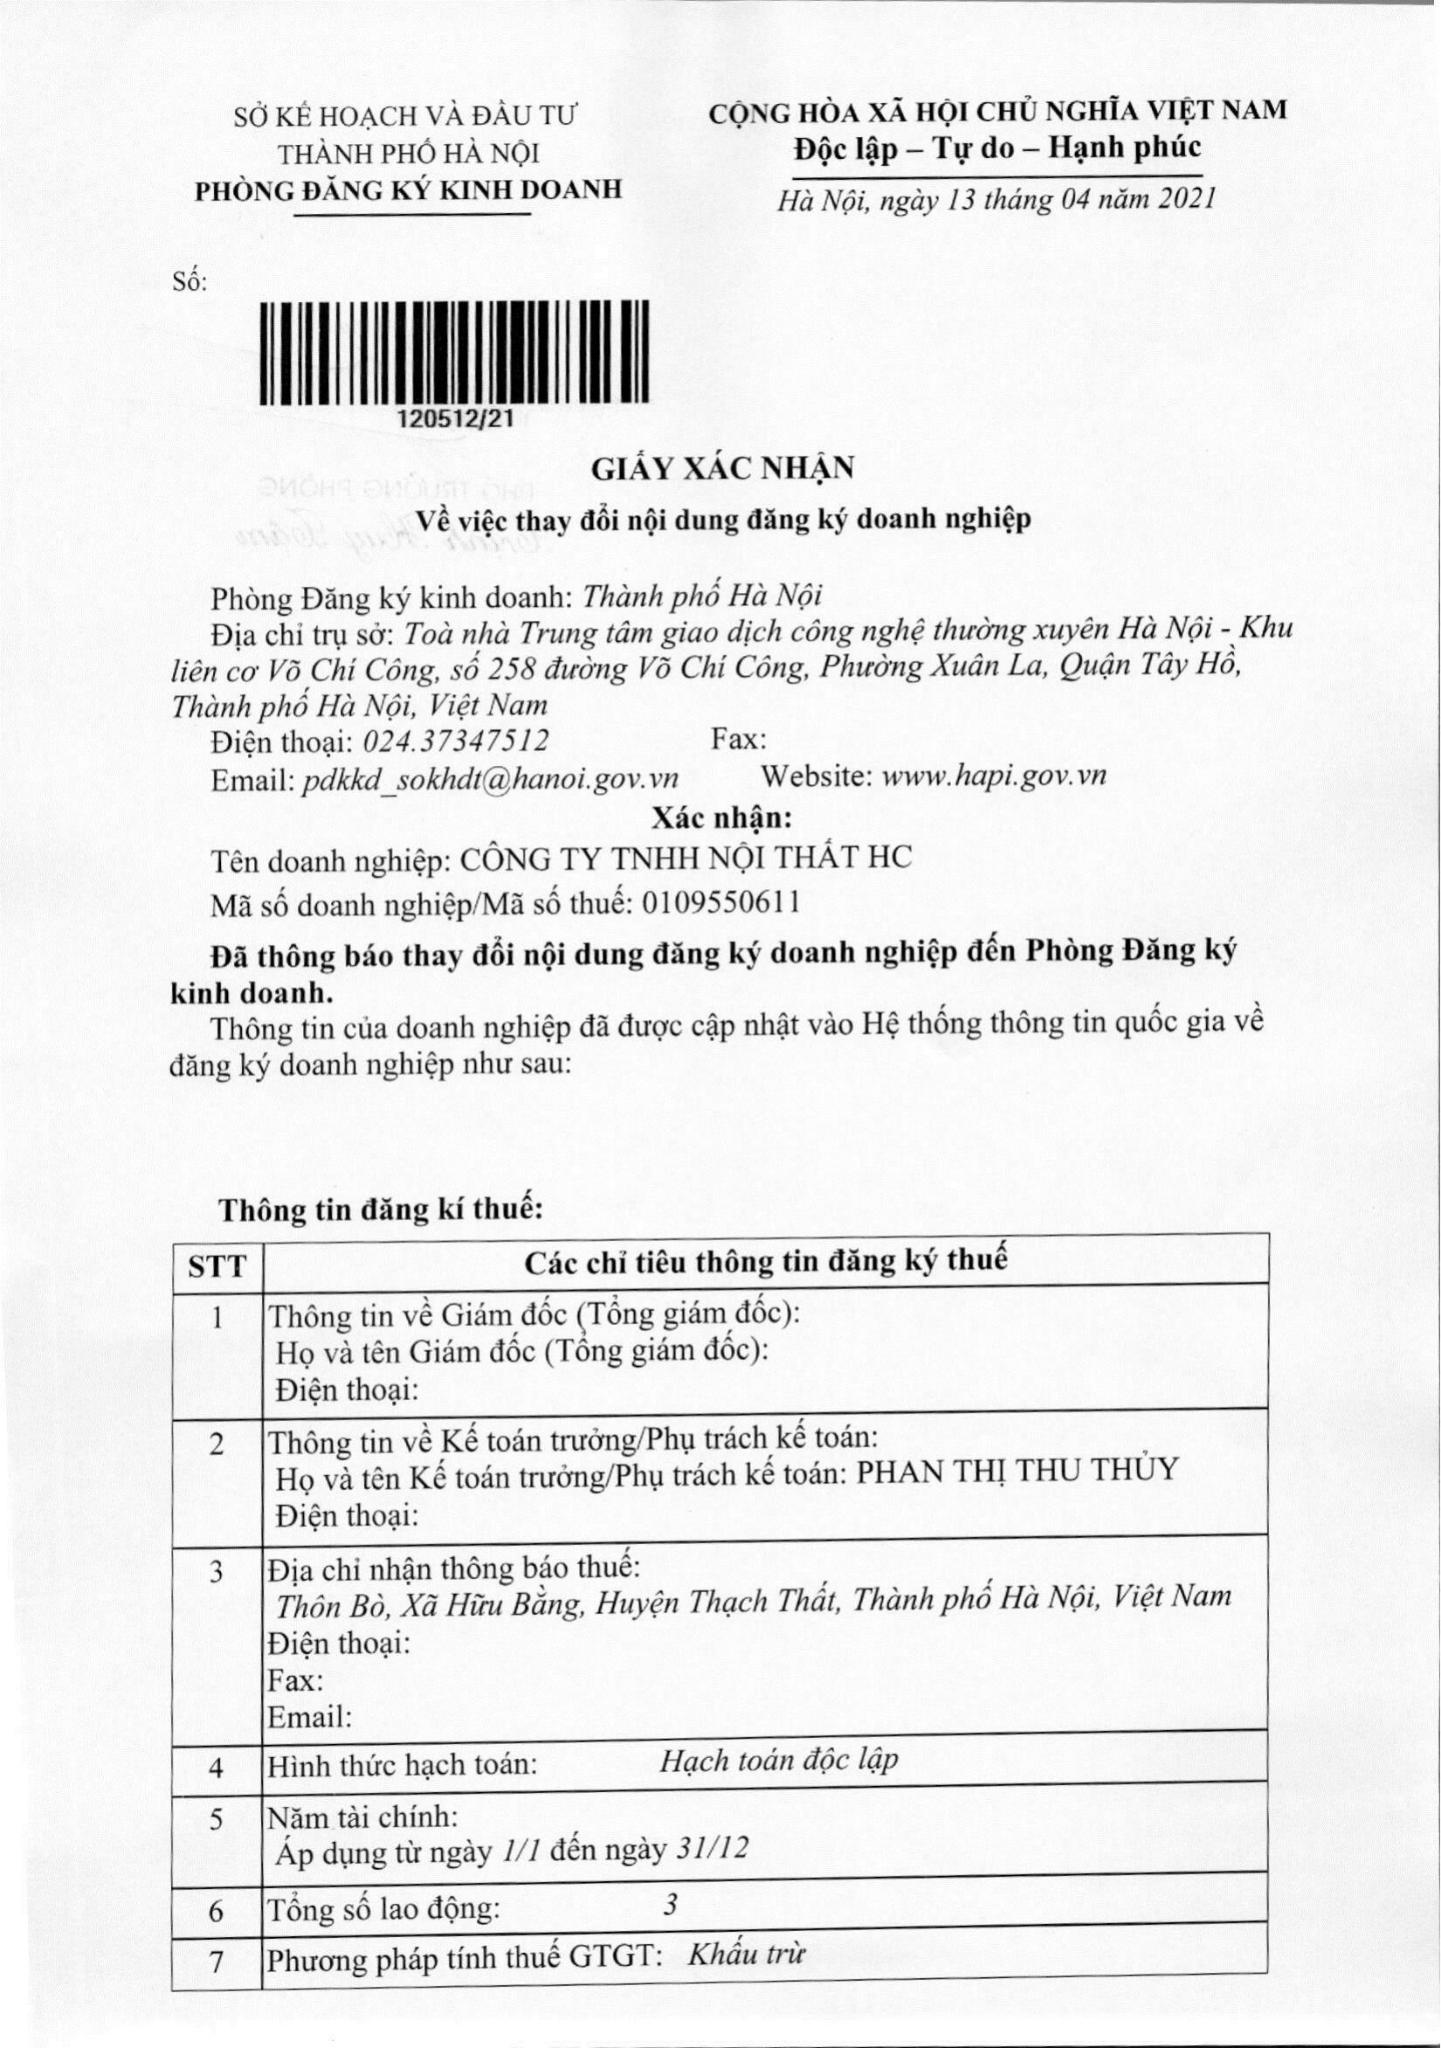 SỞ KẾ HOẠCH VÀ ĐẦU TƯ
THÀNH PHỐ HÀ NỘI
PHÒNG ĐĂNG KÝ KINH DOANH
CỘNG HÒA XÃ HỘI CHỦ NGHĨA VIỆT NAM
Độc lập – Tự do – Hạnh phúc
Hà Nội, ngày 13 tháng 04 năm 2021
Số:
120512/21
GIẤY XÁC NHẬN
Về việc thay đổi nội dung đăng ký doanh nghiệp
Phòng Đăng ký kinh doanh: Thành phố Hà Nội
Địa chỉ trụ sở: Toà nhà Trung tâm giao dịch công nghệ thường xuyên Hà Nội - Khu
liên cơ Võ Chí Công, số 258 đường Võ Chí Công, Phường Xuân La, Quận Tây Hồ,
Thành phố Hà Nội, Việt Nam
Điện thoại: 024.37347512 Fax:
Email: pdkkd_sokhdt@hanoi.gov.vn Website: www.hapi.gov.vn
Xác nhận:
Tên doanh nghiệp: CÔNG TY TNHH NỘI THẤT HC
Mã số doanh nghiệp/Mã số thuế: 0109550611
Đã thông báo thay đổi nội dung đăng ký doanh nghiệp đến Phòng Đăng ký
kinh doanh.
Thông tin của doanh nghiệp đã được cập nhật vào Hệ thống thông tin quốc gia về
đăng ký doanh nghiệp như sau:
Thông tin đăng kí thuế:
STT Các chỉ tiêu thông tin đăng ký thuế
1 Thông tin về Giám đốc (Tổng giám đốc):
Họ và tên Giám đốc (Tổng giám đốc):
Điện thoại:
2 Thông tin về Kế toán trưởng/Phụ trách kế toán:
Họ và tên Kế toán trưởng/Phụ trách kế toán: PHAN THỊ THU THỦY
Điện thoại:
3 Địa chỉ nhận thông báo thuế:
Thôn Bò, Xã Hữu Bằng, Huyện Thạch Thất, Thành phố Hà Nội, Việt Nam
Điện thoại:
Fax:
Email:
4 Hình thức hạch toán: Hạch toán độc lập
5 Năm tài chính:
Áp dụng từ ngày 1/1 đến ngày 31/12
6 Tổng số lao động: 3
7 Phương pháp tính thuế GTGT: Khấu trừ